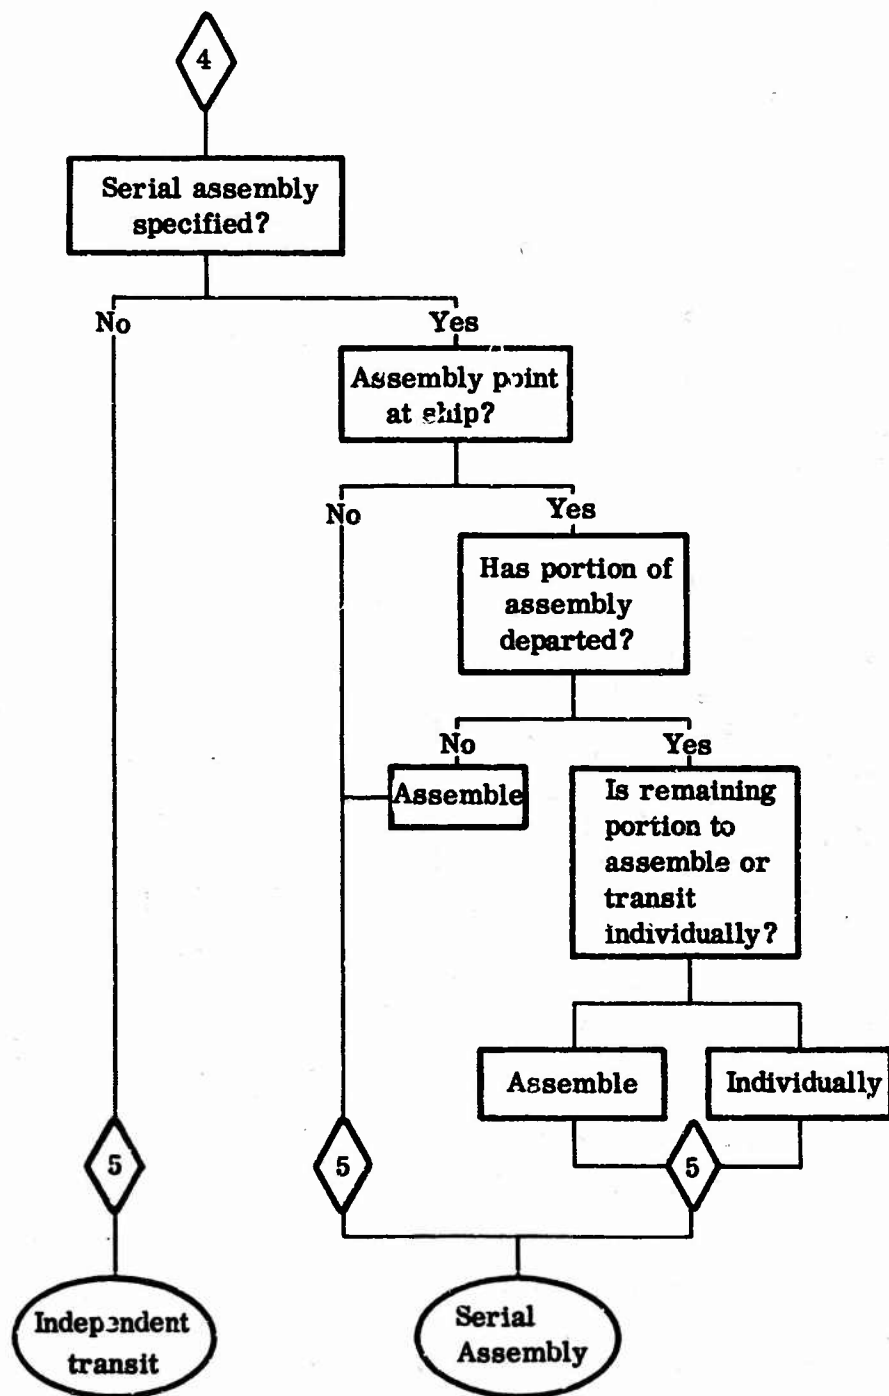 4
Serial assembly
specified?
No
Yes
Assembly point
at ship?
No
Yes
Has portion of
assembly
departed?
No
Yes
Assemble
Is remaining
portion to
assemble or
transit
individually?
Assemble
Individually
5
5
5
Independent
transit
Serial
Assembly